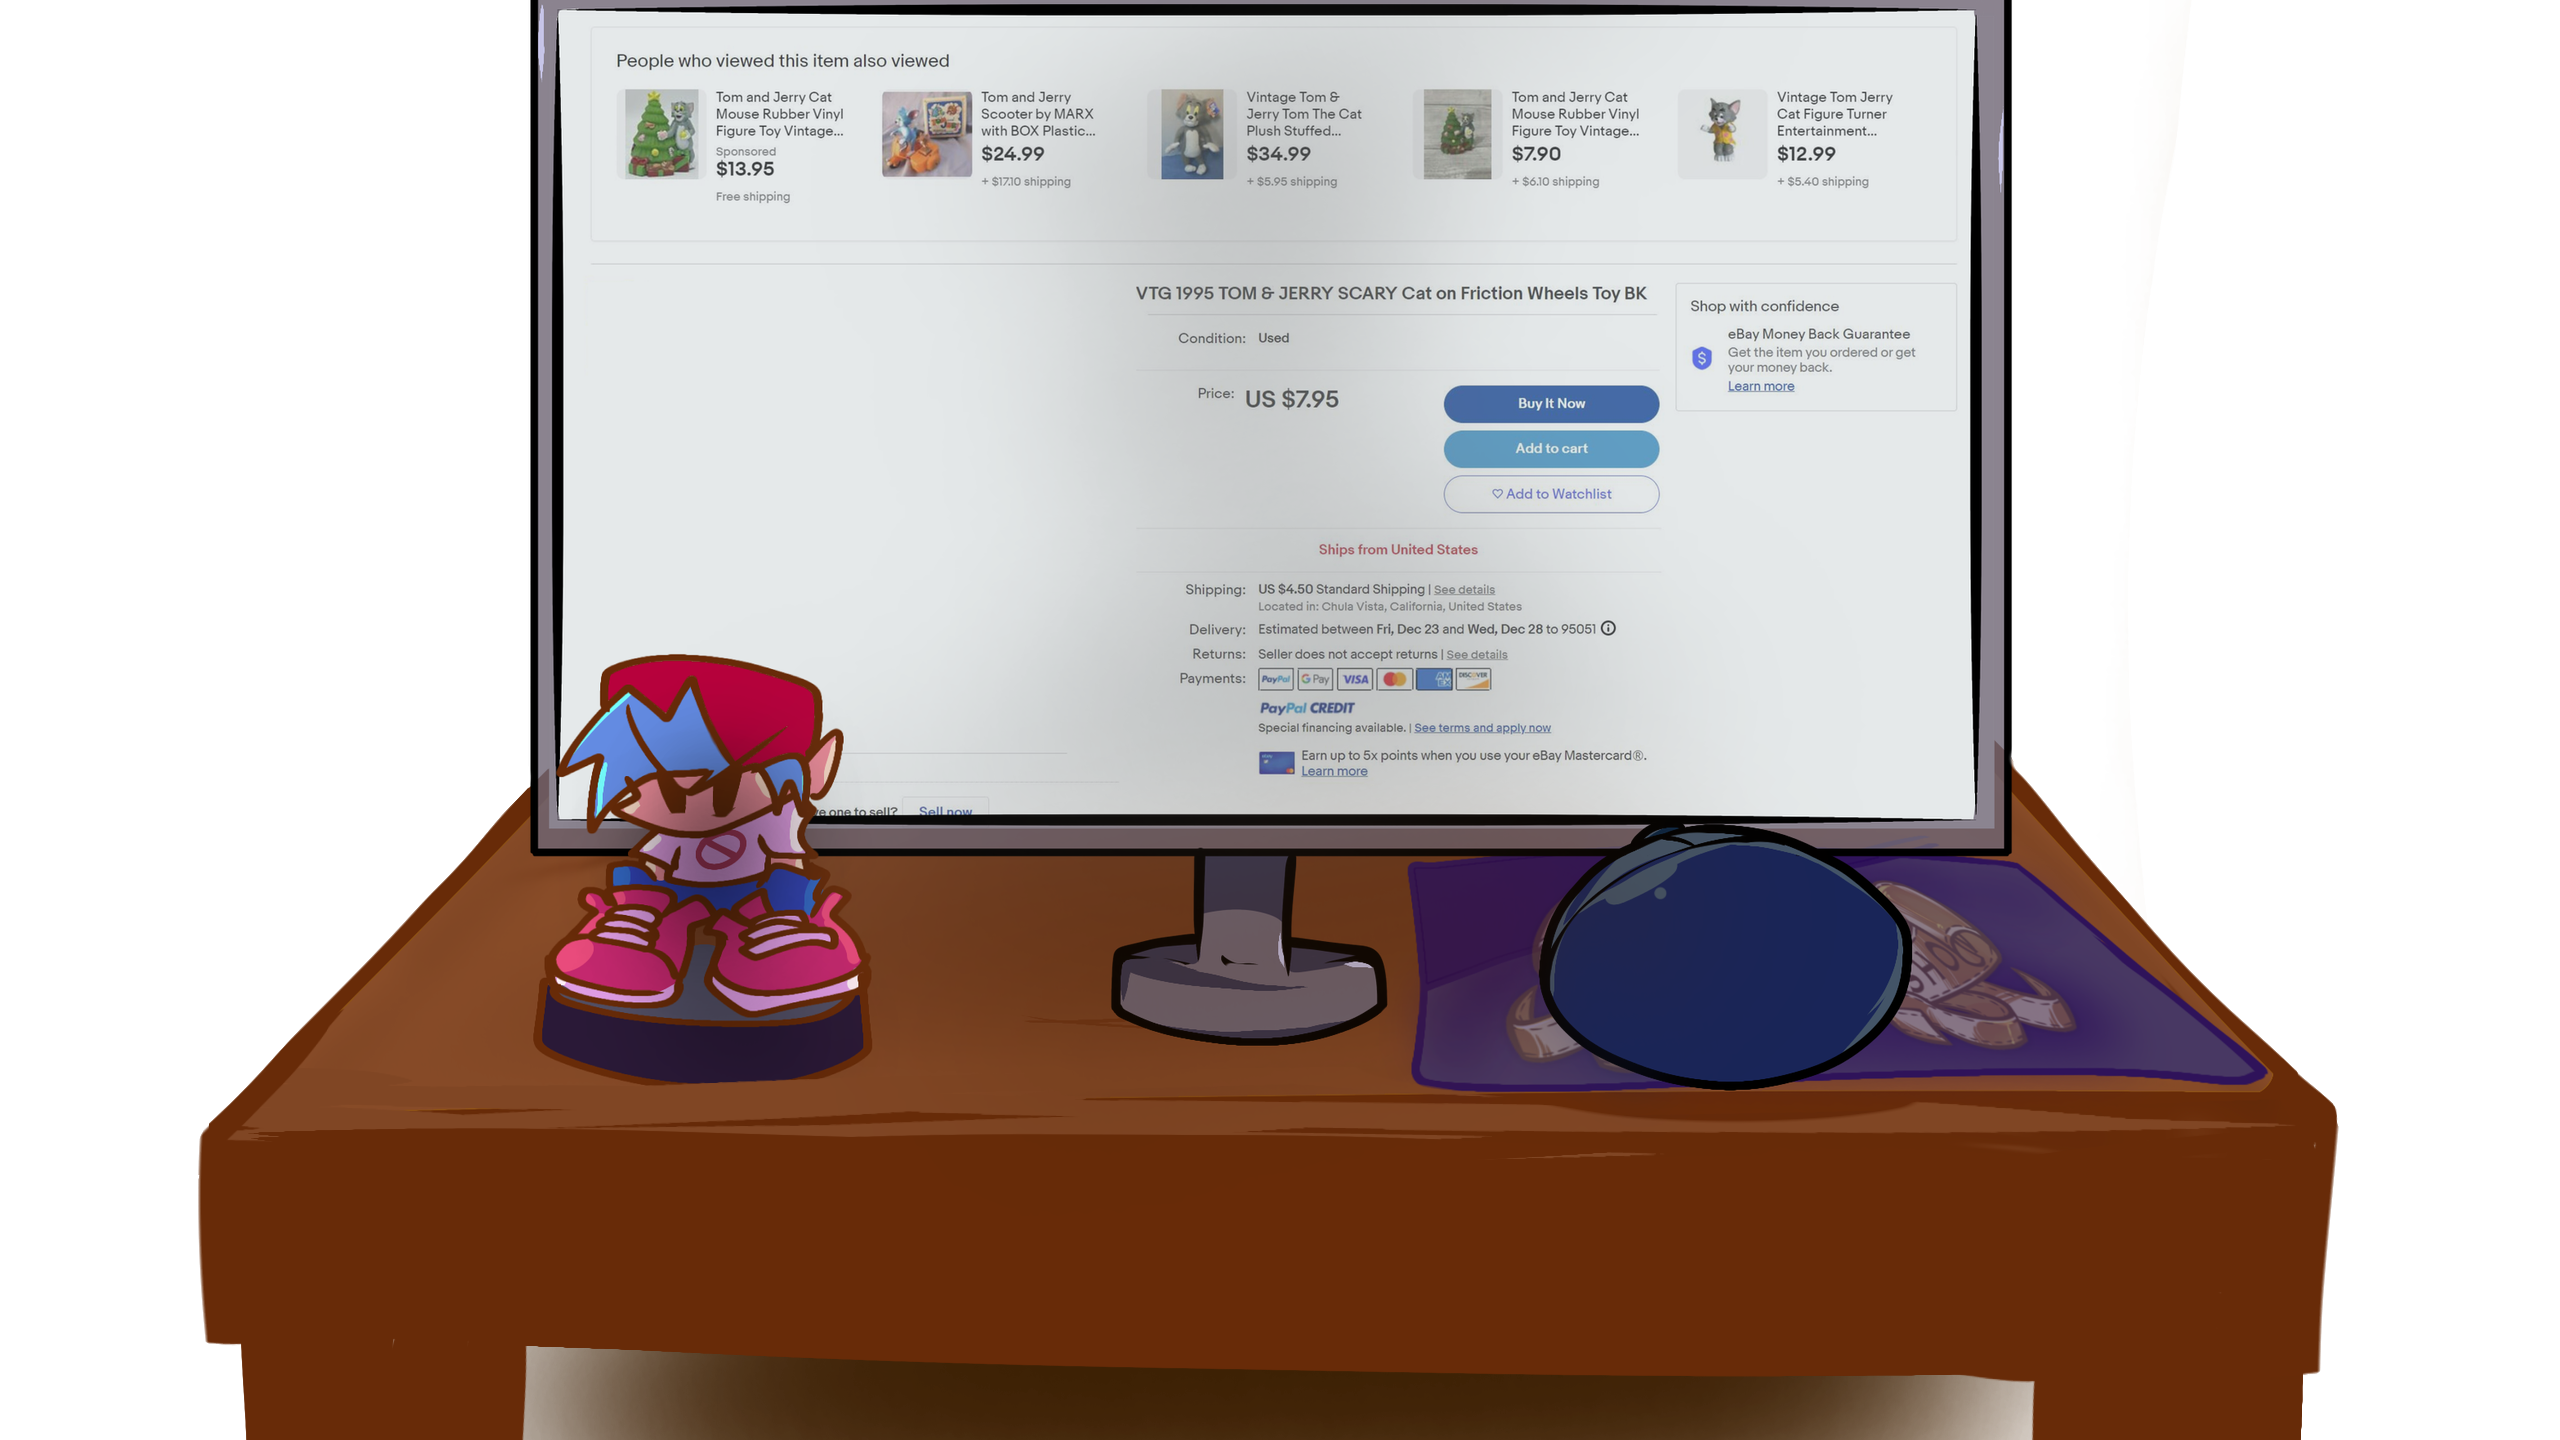 People who viewed this item also viewed
Tom and Jerry Cat
Mouse Rubber Vinyl
Figure Toy Vintage...
Sponsored
$13.95
Free shipping
Tom and Jerry
Scooter by MARX
with BOX Plastic...
$24.99
+ $17.10 shipping
Vintage Tom &
Jerry Tom The Cat
Plush Stuffed...
$34.99
+ $5.95 shipping
Tom and Jerry Cat
Mouse Rubber Vinyl
Figure Toy Vintage...
$7.90
+ $6.10 shipping
Vintage Tom Jerry
Cat Figure Turner
Entertainment...
$12.99
+ $5.40 shipping
VTG 1995 TOM & JERRY SCARY Cat on Friction Wheels Toy BK
Condition: Used
Price: US $7.95
Buy It Now
Add to cart
Add to Watchlist
Shop with confidence
eBay Money Back Guarantee
Get the item you ordered or get
your money back.
Learn more
Ships from United States
Shipping: US $4.50 Standard Shipping | See details
Located in: Chula Vista, California, United States
Delivery: Estimated between Fri, Dec 23 and Wed, Dec 28 to 95051
Returns: Seller does not accept returns | See details
Payments: PayPal G Pay VISA AMEX DISCOVER
PayPal CREDIT
Special financing available. | See terms and apply now
Earn up to 5x points when you use your eBay Mastercard®.
Learn more
one to sell? Sell now